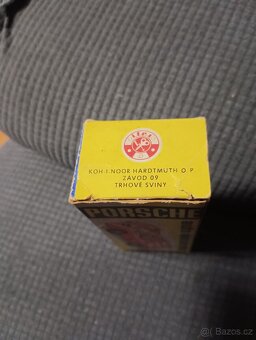 KOH-I-NOOR HARDTMUTH O. P.
ZÁVOD 09
TRHOVÉ SVINY
PORSCHE
Bazos.cz